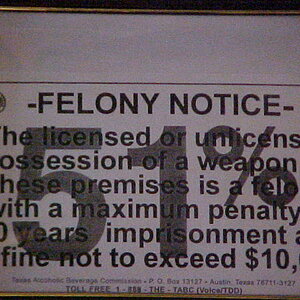 -FELONY NOTICE-
51%
he licensed or unlicens
ossession of a weapon
hese premises is a felo
with a maximum penalty
0 years imprisonment a
fine not to exceed $10,0
Texas Alcoholic Beverage Commission • P.O. Box 13127 • Austin, Texas 78711-3127
TOLL FREE 1 - 888 - THE - TABC (Voice/TDD)